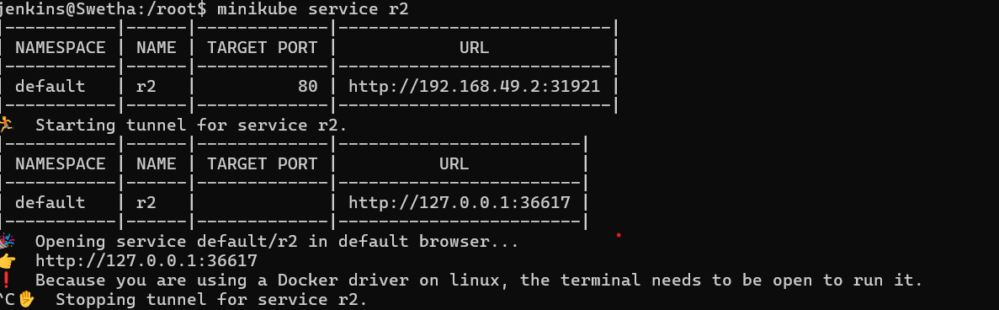 jenkins@Swetha:/root$ minikube service r2
|-----------|------|-------------|---------------------------|
| NAMESPACE | NAME | TARGET PORT |            URL            |
|-----------|------|-------------|---------------------------|
| default   | r2   |          80 | http://192.168.49.2:31921 |
|-----------|------|-------------|---------------------------|
🏃  Starting tunnel for service r2.
|-----------|------|-------------|------------------------|
| NAMESPACE | NAME | TARGET PORT |          URL           |
|-----------|------|-------------|------------------------|
| default   | r2   |             | http://127.0.0.1:36617 |
|-----------|------|-------------|------------------------|
🎉  Opening service default/r2 in default browser...
👉  http://127.0.0.1:36617
❗  Because you are using a Docker driver on linux, the terminal needs to be open to run it.
^C✋  Stopping tunnel for service r2.